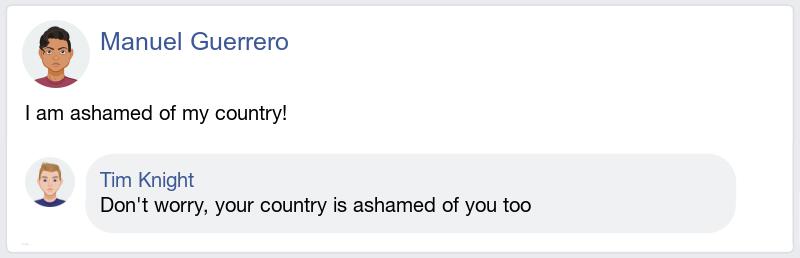 Manuel Guerrero
I am ashamed of my country!
Tim Knight
Don't worry, your country is ashamed of you too